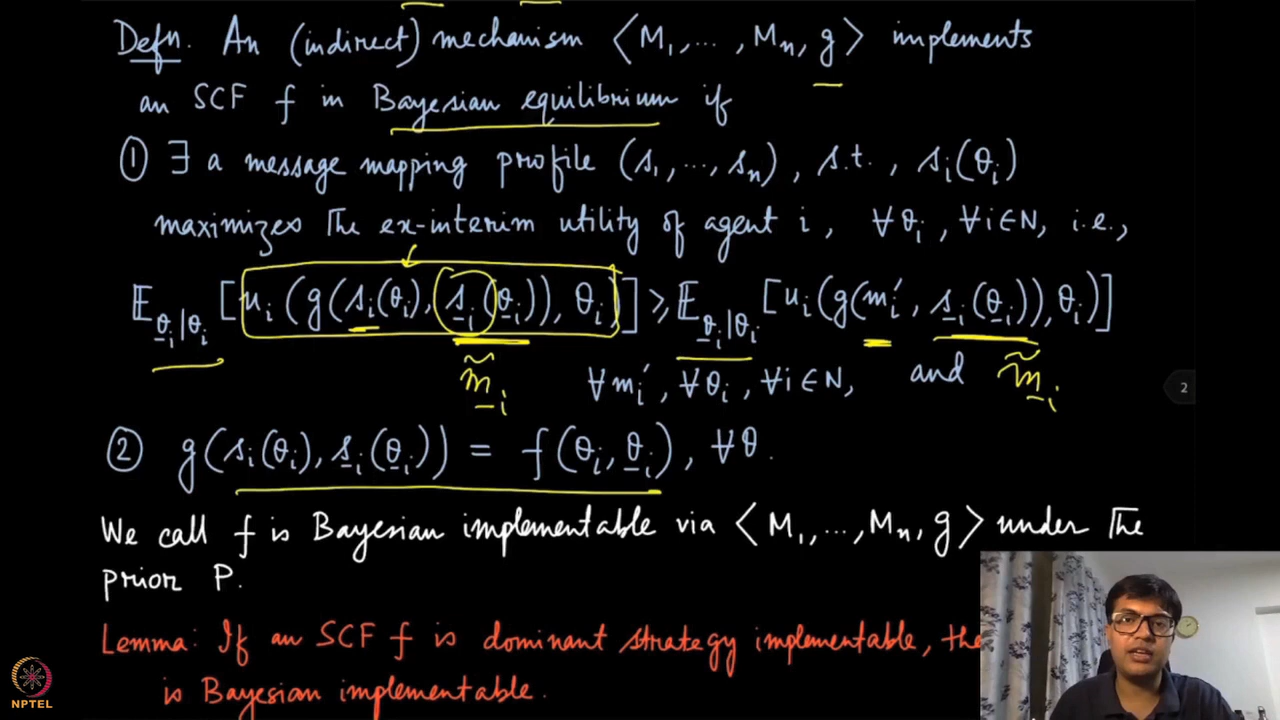 Defn. An (indirect) mechanism ⟨M₁, ..., Mₙ, g⟩ implements
an SCF f in Bayesian equilibrium if
① ∃ a message mapping profile (s₁, ..., sₙ), s.t., sᵢ(θᵢ)
maximizes the ex-interim utility of agent i, ∀θᵢ, ∀i∈N, i.e.,
𝔼_{θ̲ᵢ|θᵢ} [uᵢ(g(sᵢ(θᵢ), s̲ᵢ(θ̲ᵢ)), θᵢ)] ⩾ 𝔼_{θ̲ᵢ|θᵢ} [uᵢ(g(mᵢ′, s̲ᵢ(θ̲ᵢ)), θᵢ)]
m̲̃ᵢ ∀mᵢ′, ∀θᵢ, ∀i∈N, and m̲̃ᵢ
2
② g(sᵢ(θᵢ), s̲ᵢ(θ̲ᵢ)) = f(θᵢ, θ̲ᵢ), ∀θ.
We call f is Bayesian implementable via ⟨M₁, ..., Mₙ, g⟩ under the
prior P.
Lemma: If an SCF f is dominant strategy implementable,
is Bayesian implementable.
NPTEL